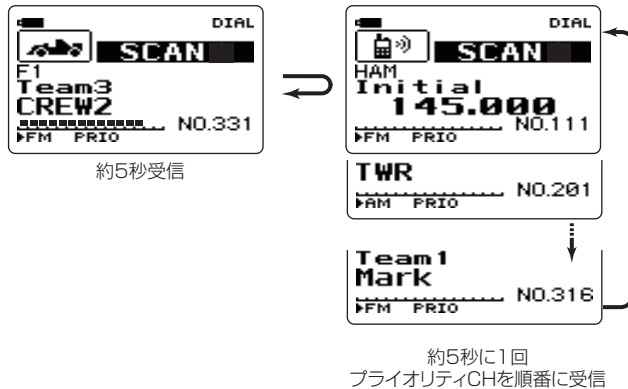 DIAL
SCAN
F1
Team3
CREW2
NO.331
▶FM PRIO
約5秒受信
DIAL
SCAN
HAM
Initial
145.000
NO.111
▶FM PRIO
TWR
NO.201
▶AM PRIO
Team1
Mark
NO.316
▶FM PRIO
約5秒に1回
プライオリティCHを順番に受信